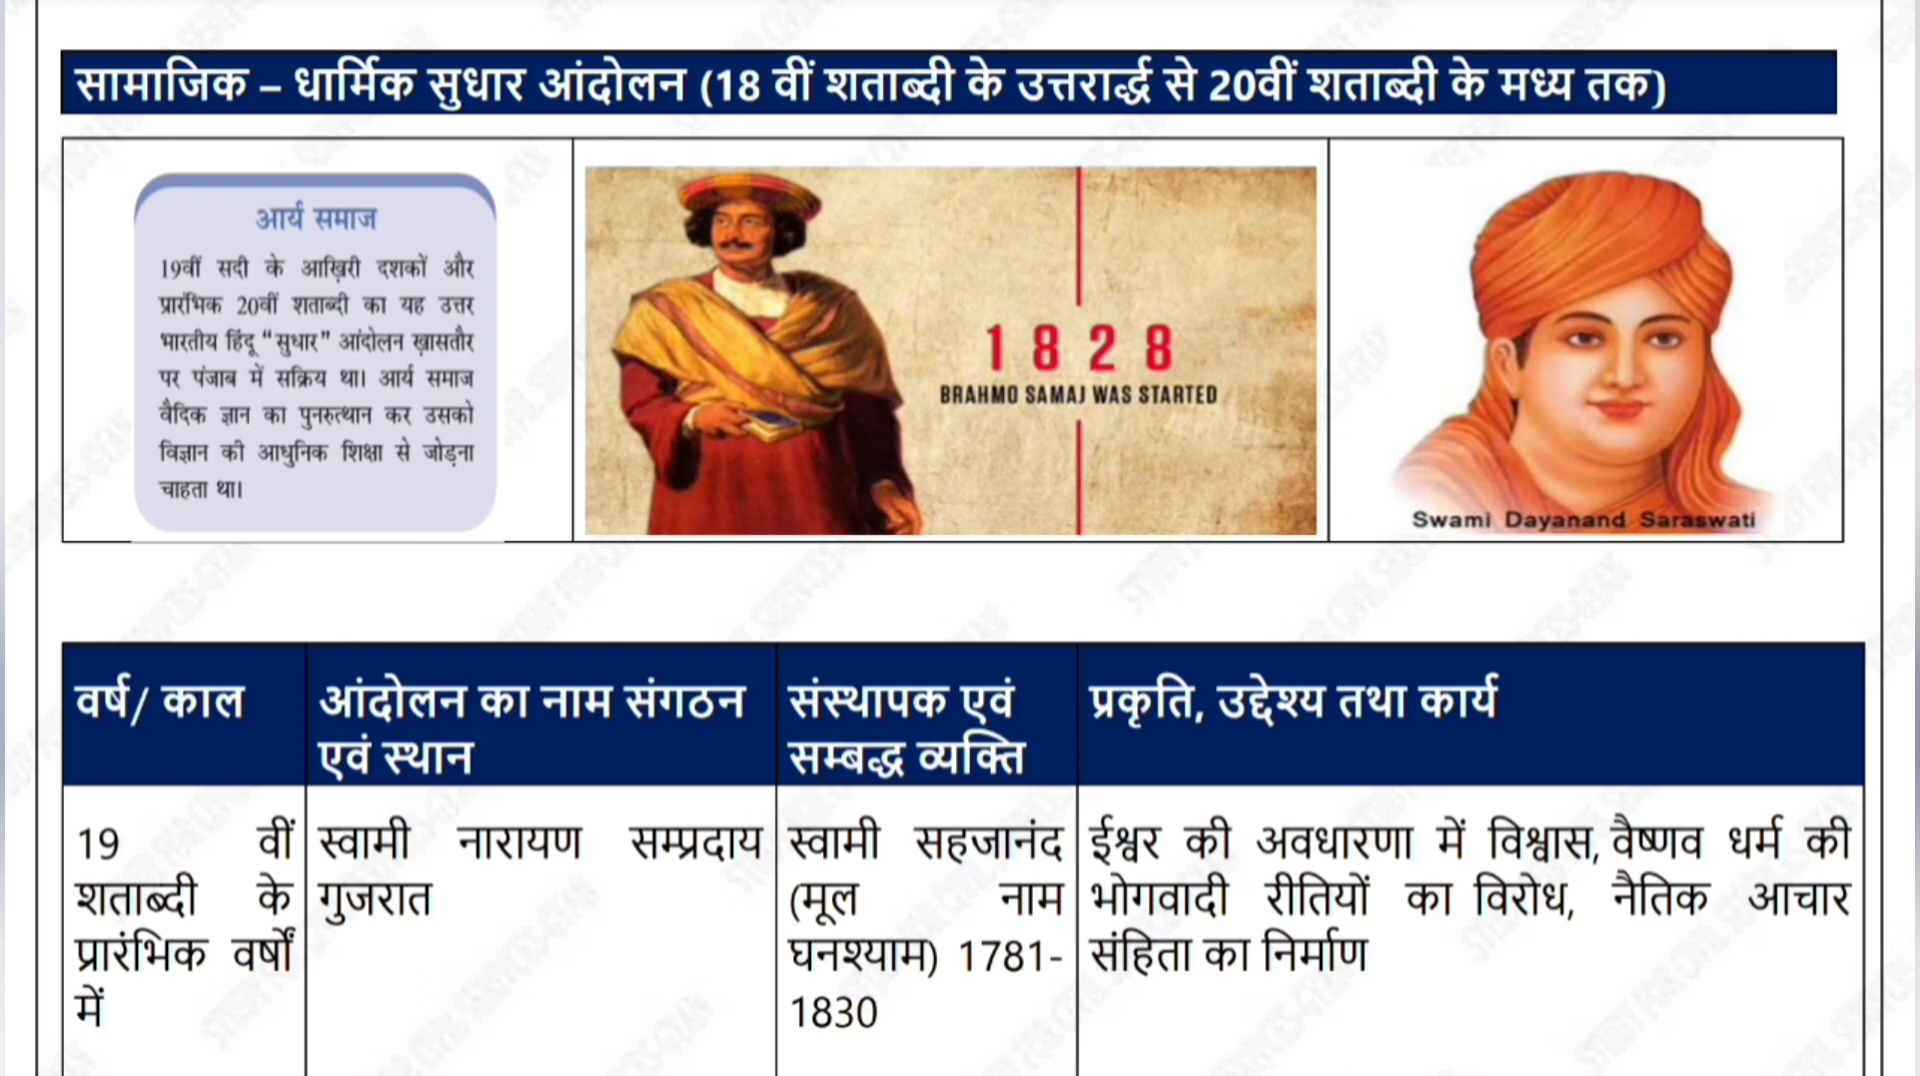 सामाजिक – धार्मिक सुधार आंदोलन (18 वीं शताब्दी के उत्तरार्द्ध से 20वीं शताब्दी के मध्य तक)
आर्य समाज
19वीं सदी के आख़िरी दशकों और
प्रारंभिक 20वीं शताब्दी का यह उत्तर
भारतीय हिंदू “सुधार” आंदोलन ख़ासतौर
पर पंजाब में सक्रिय था। आर्य समाज
वैदिक ज्ञान का पुनरुत्थान कर उसको
विज्ञान की आधुनिक शिक्षा से जोड़ना
चाहता था।
1828
BRAHMO SAMAJ WAS STARTED
Swami Dayanand Saraswati
वर्ष/ काल
आंदोलन का नाम संगठन
एवं स्थान
संस्थापक एवं
सम्बद्ध व्यक्ति
प्रकृति, उद्देश्य तथा कार्य
19 वीं
शताब्दी के
प्रारंभिक वर्षों
में
स्वामी नारायण सम्प्रदाय
गुजरात
स्वामी सहजानंद
(मूल नाम
घनश्याम) 1781-
1830
ईश्वर की अवधारणा में विश्वास, वैष्णव धर्म की
भोगवादी रीतियों का विरोध, नैतिक आचार
संहिता का निर्माण